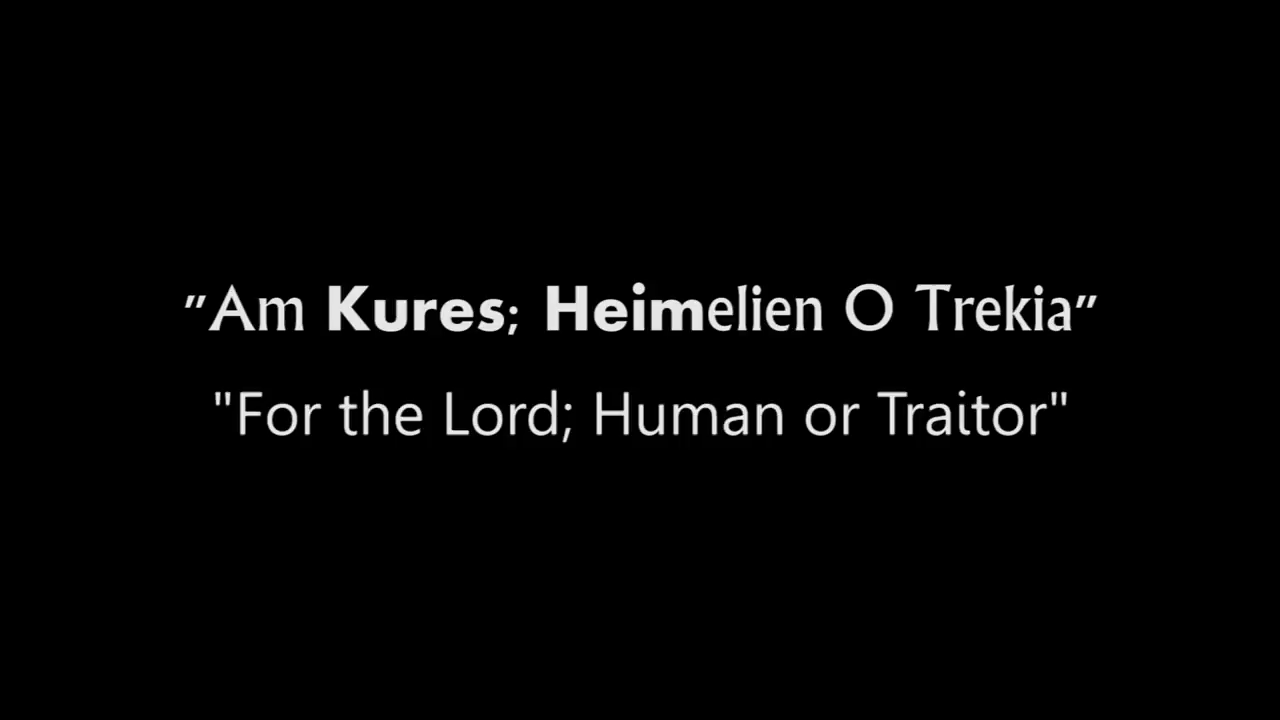 "Am Kures; Heimelien O Trekia"
"For the Lord; Human or Traitor"